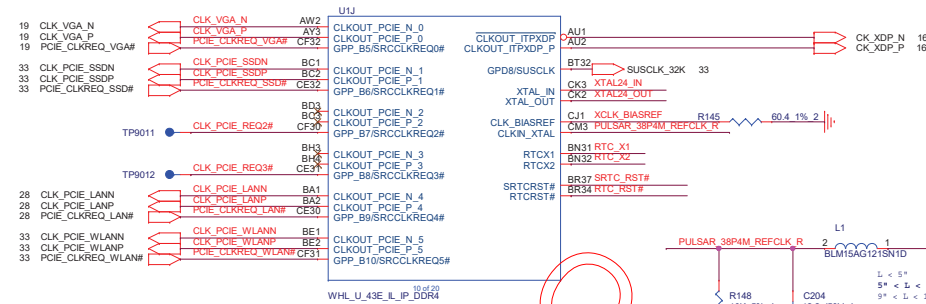 U1J
19 CLK_VGA_N CLK_VGA_N AW2 CLKOUT_PCIE_N_0
19 CLK_VGA_P CLK_VGA_P AY3 CLKOUT_PCIE_P_0
19 PCIE_CLKREQ_VGA# PCIE_CLKREQ_VGA# CF32 GPP_B5/SRCCLKREQ0#
CLKOUT_ITPXDP AU1 CK_XDP_N 16
CLKOUT_ITPXDP_P AU2 CK_XDP_P 16
33 CLK_PCIE_SSDN CLK_PCIE_SSDN BC1 CLKOUT_PCIE_N_1
33 CLK_PCIE_SSDP CLK_PCIE_SSDP BC2 CLKOUT_PCIE_P_1
33 PCIE_CLKREQ_SSD# PCIE_CLKREQ_SSD# CE32 GPP_B6/SRCCLKREQ1#
GPD8/SUSCLK BT32 SUSCLK_32K 33
XTAL_IN CK3 XTAL24_IN
XTAL_OUT CK2 XTAL24_OUT
BD3 CLKOUT_PCIE_N_2
CLKOUT_PCIE_P_2
TP9011 CLK_PCIE_REQ2# CF30 GPP_B7/SRCCLKREQ2#
CLK_BIASREF CJ1 XCLK_BIASREF R145 60.4 1% 2
CLKIN_XTAL CM3 PULSAR_38P4M_REFCLK_R
BH3 CLKOUT_PCIE_N_3
BH4 CLKOUT_PCIE_P_3
TP9012 CLK_PCIE_REQ3# CE31 GPP_B8/SRCCLKREQ3#
RTCX1 BN31 RTC_X1
RTCX2 BN32 RTC_X2
SRTCRST# BR37 SRTC_RST#
RTCRST# BR34 RTC_RST#
28 CLK_PCIE_LANN CLK_PCIE_LANN BA1 CLKOUT_PCIE_N_4
28 CLK_PCIE_LANP CLK_PCIE_LANP BA2 CLKOUT_PCIE_P_4
28 PCIE_CLKREQ_LAN# PCIE_CLKREQ_LAN# CE30 GPP_B9/SRCCLKREQ4#
33 CLK_PCIE_WLANN CLK_PCIE_WLANN BE1 CLKOUT_PCIE_N_5
33 CLK_PCIE_WLANP CLK_PCIE_WLANP BE2 CLKOUT_PCIE_P_5
33 PCIE_CLKREQ_WLAN# PCIE_CLKREQ_WLAN# CF31 GPP_B10/SRCCLKREQ5#
10 of 20
WHL_U_43E_IL_IP_DDR4
L1
PULSAR_38P4M_REFCLK_R 2 1
BLM15AG121SN1D
L < 5"
5" < L <
9" < L <
R148 C204